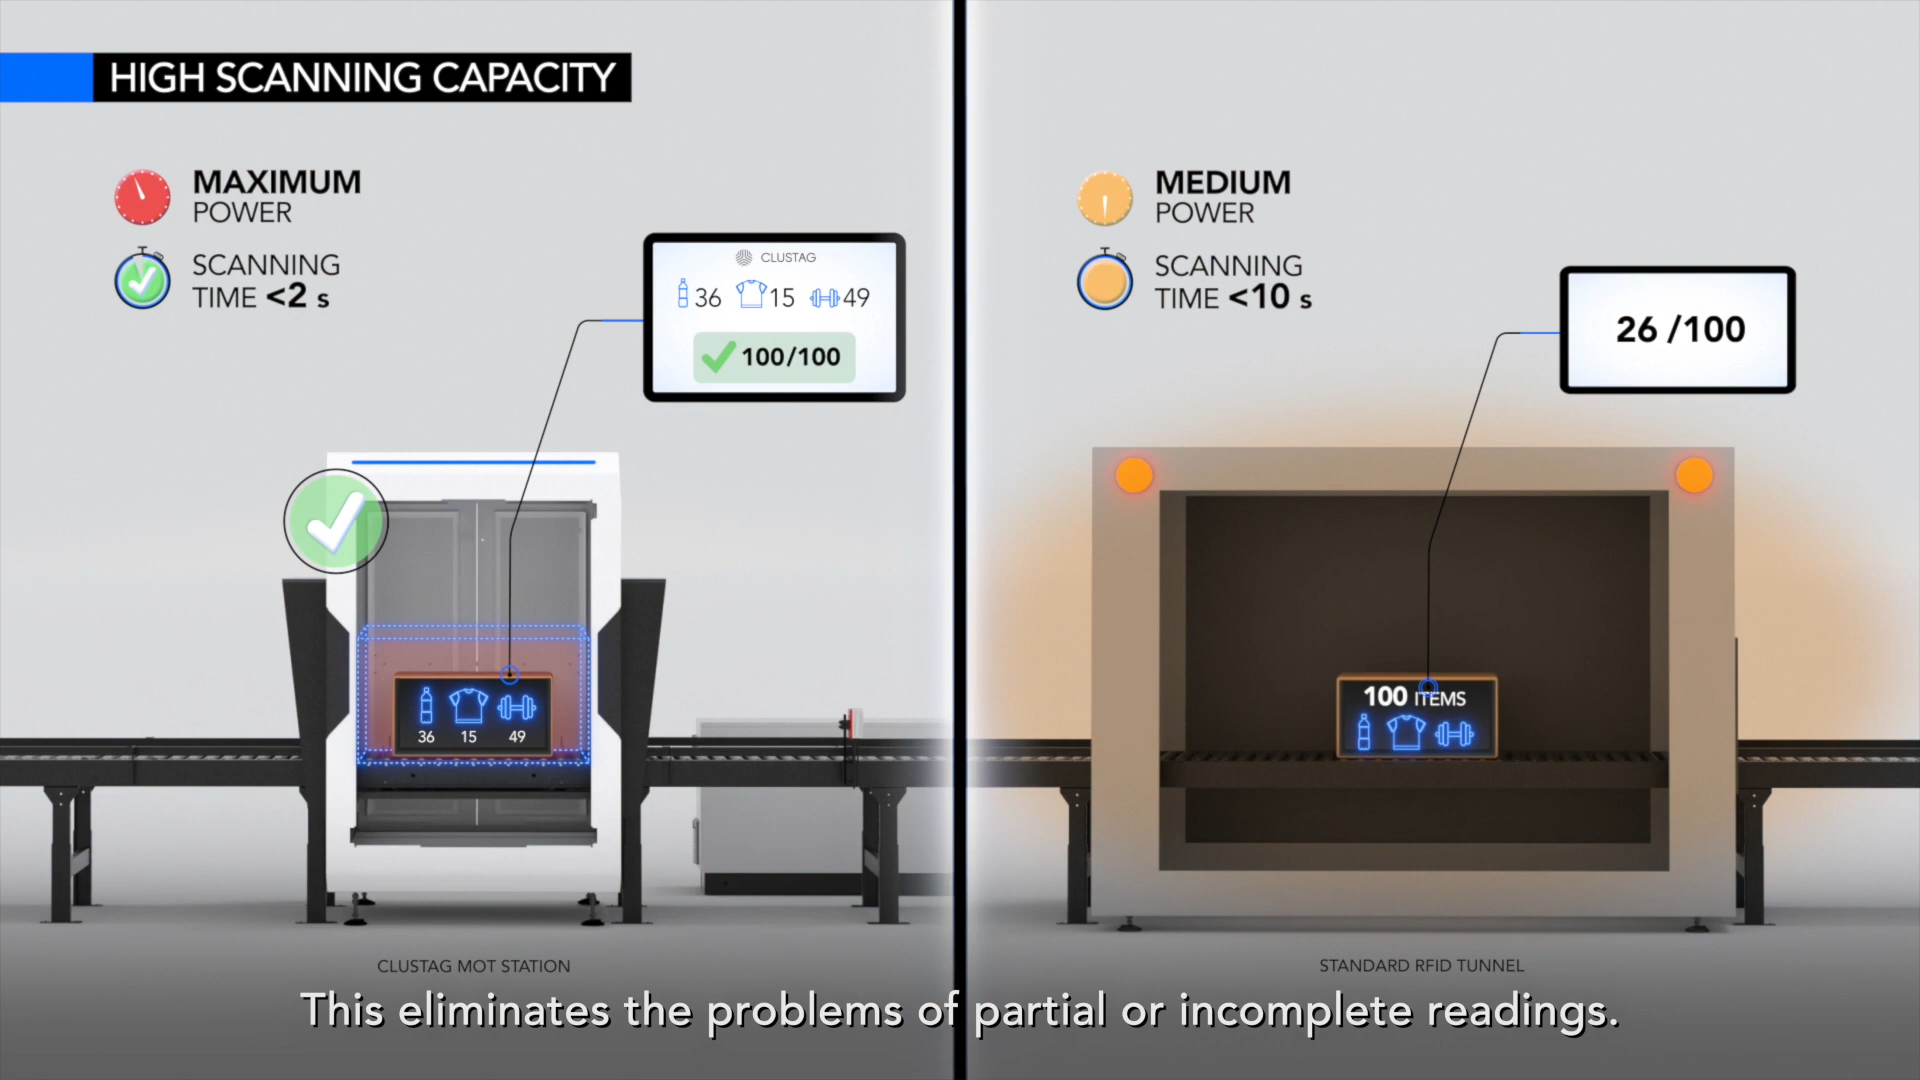 HIGH SCANNING CAPACITY
MAXIMUM
POWER
SCANNING
TIME <2 s
CLUSTAG
36 15 49
100/100
36 15 49
CLUSTAG MOT STATION
MEDIUM
POWER
SCANNING
TIME <10 s
26 /100
100 ITEMS
STANDARD RFID TUNNEL
This eliminates the problems of partial or incomplete readings.